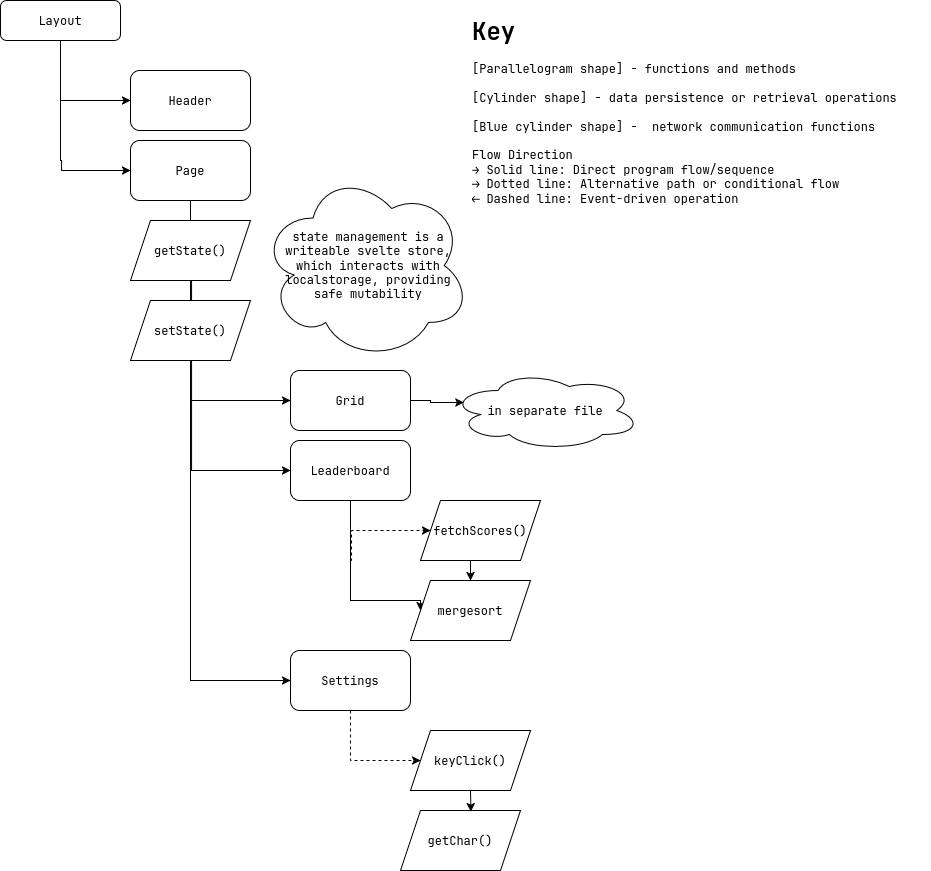 Layout
Key
[Parallelogram shape] - functions and methods
[Cylinder shape] - data persistence or retrieval operations
[Blue cylinder shape] -  network communication functions
Flow Direction
→ Solid line: Direct program flow/sequence
→ Dotted line: Alternative path or conditional flow
← Dashed line: Event-driven operation
Header
Page
getState()
state management is a
writeable svelte store,
which interacts with
localstorage, providing
safe mutability
setState()
Grid
in separate file
Leaderboard
fetchScores()
mergesort
Settings
keyClick()
getChar()